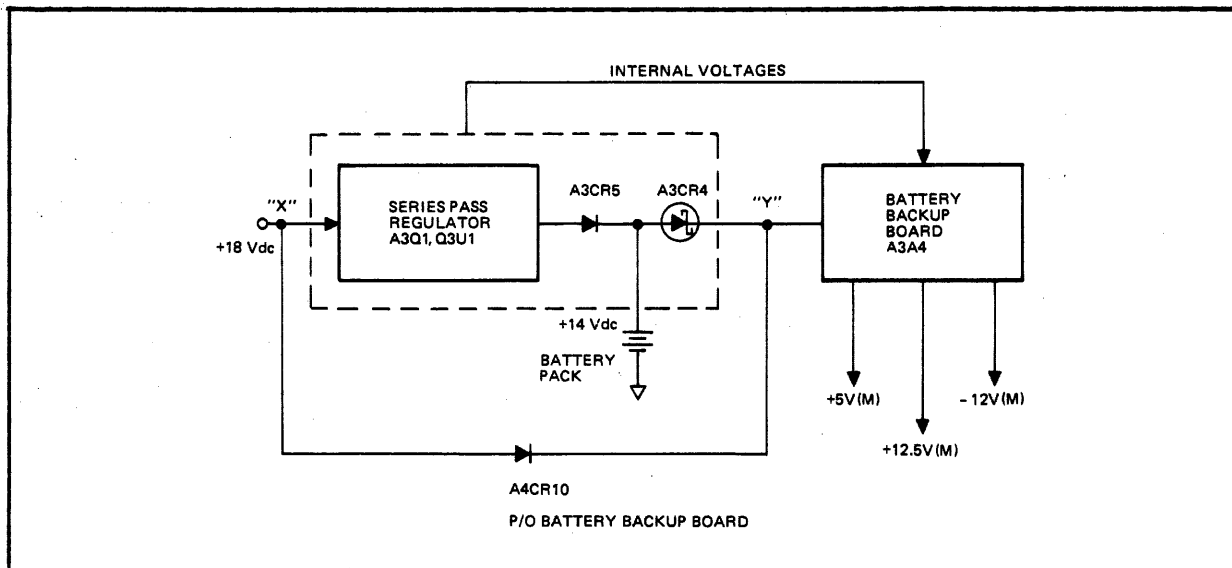 INTERNAL VOLTAGES
"X"
+18 Vdc
SERIES PASS
REGULATOR
A3Q1, Q3U1
A3CR5
A3CR4
"Y"
BATTERY
BACKUP
BOARD
A3A4
+14 Vdc
BATTERY
PACK
+5V(M)
+12.5V(M)
-12V(M)
A4CR10
P/O BATTERY BACKUP BOARD